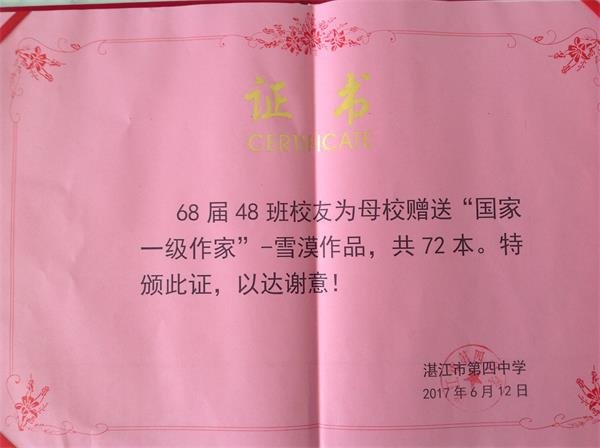 证书
CERTIFICATE
68届48班校友为母校赠送“国家
一级作家”-雪漠作品，共72本。特
颁此证，以达谢意！
湛江市第四中学
2017年6月12日